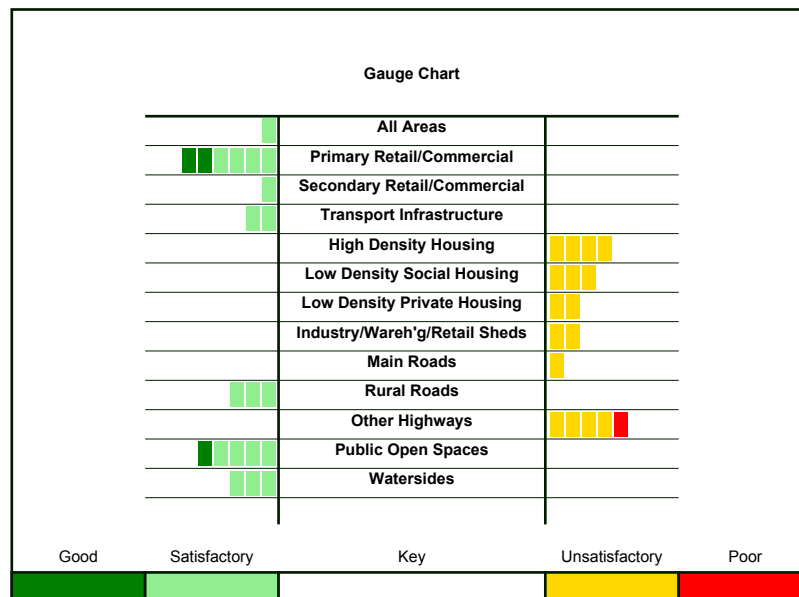 Gauge Chart
All Areas
Primary Retail/Commercial
Secondary Retail/Commercial
Transport Infrastructure
High Density Housing
Low Density Social Housing
Low Density Private Housing
Industry/Wareh'g/Retail Sheds
Main Roads
Rural Roads
Other Highways
Public Open Spaces
Watersides
Good Satisfactory Key Unsatisfactory Poor